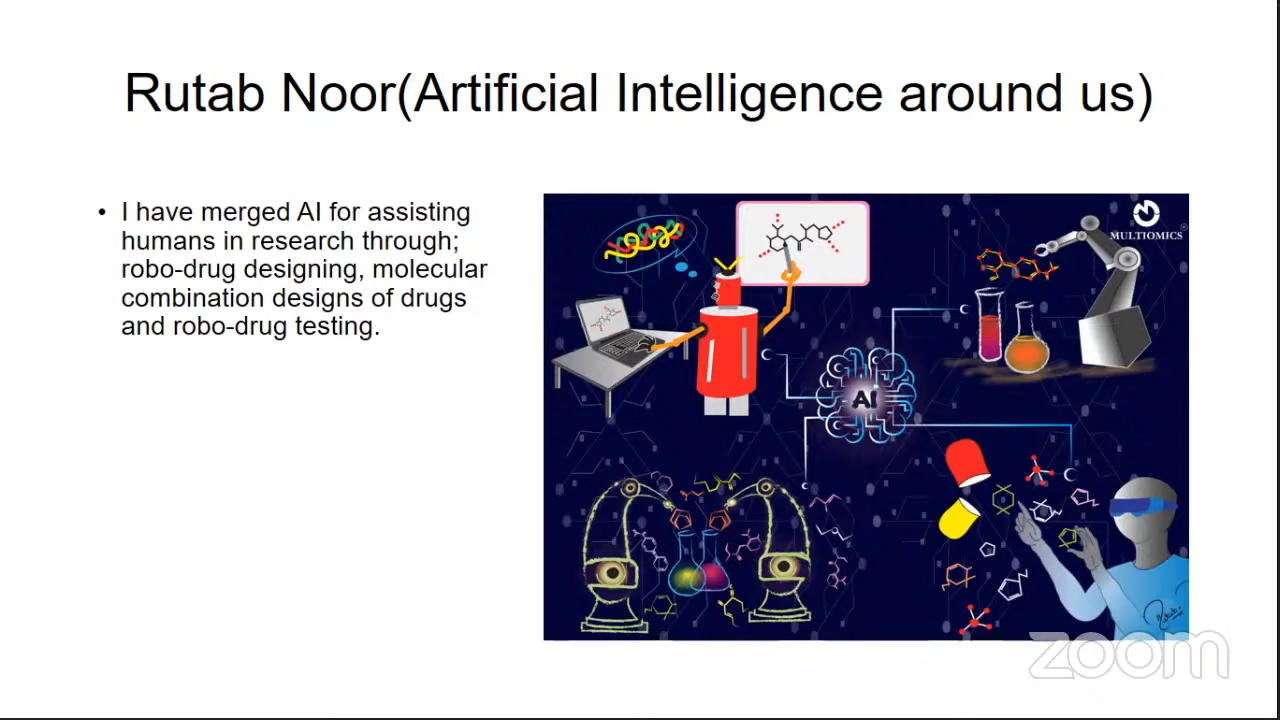 Rutab Noor(Artificial Intelligence around us)
• I have merged AI for assisting
humans in research through;
robo-drug designing, molecular
combination designs of drugs
and robo-drug testing.
MULTIOMICS
AI
zoom